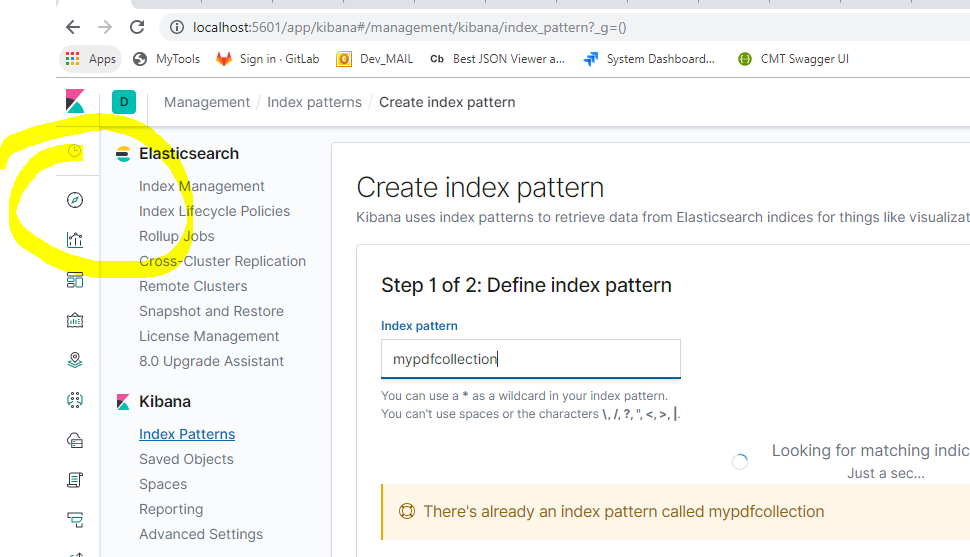 localhost:5601/app/kibana#/management/kibana/index_pattern?_g=()
Apps MyTools Sign in · GitLab Dev_MAIL Cb Best JSON Viewer a... System Dashboard... CMT Swagger UI
D Management / Index patterns / Create index pattern
Elasticsearch
Index Management
Index Lifecycle Policies
Rollup Jobs
Cross-Cluster Replication
Remote Clusters
Snapshot and Restore
License Management
8.0 Upgrade Assistant
Kibana
Index Patterns
Saved Objects
Spaces
Reporting
Advanced Settings
Create index pattern
Kibana uses index patterns to retrieve data from Elasticsearch indices for things like visualizat
Step 1 of 2: Define index pattern
Index pattern
mypdfcollection
You can use a * as a wildcard in your index pattern.
You can't use spaces or the characters \, /, ?, ", <, >, |.
Looking for matching indic
Just a sec...
There's already an index pattern called mypdfcollection